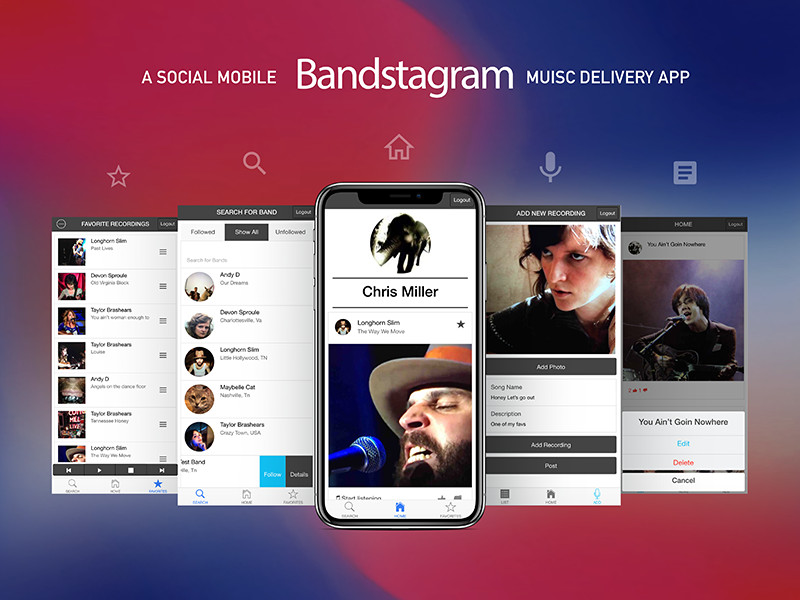 A SOCIAL MOBILE Bandstagram MUISC DELIVERY APP
FAVORITE RECORDINGS Logout
Longhorn Slim
Past Lives
Devon Sproule
Old Virginia Block
Taylor Brashears
You ain't woman enough to
Taylor Brashears
Louise
Andy D
Angels on the dance floor
Taylor Brashears
Tennessee Honey
Longhorn Slim
The Way We Move
SEARCH
HOME
FAVORITES
SEARCH FOR BAND Logout
Followed Show All Unfollowed
Search for Bands
Andy D
Our Dreams
Devon Sproule
Charlottesville, Va
Longhorn Slim
Little Hollywood, TN
Maybelle Cat
Nashville, Tn
Taylor Brashears
Crazy Town, USA
Test Band
ille, Tn
Follow Details
SEARCH
HOME
FAVORITES
Logout
Chris Miller
Longhorn Slim
The Way We Move
Start listening
SEARCH
HOME
FAVORITES
ADD NEW RECORDING Logout
Add Photo
Song Name
Honey Let's go out
Description
One of my favs
Add Recording
Post
LIST
HOME
ADD
HOME Logout
You Ain't Goin Nowhere
2
1
You Ain't Goin Nowhere
Edit
Delete
Cancel